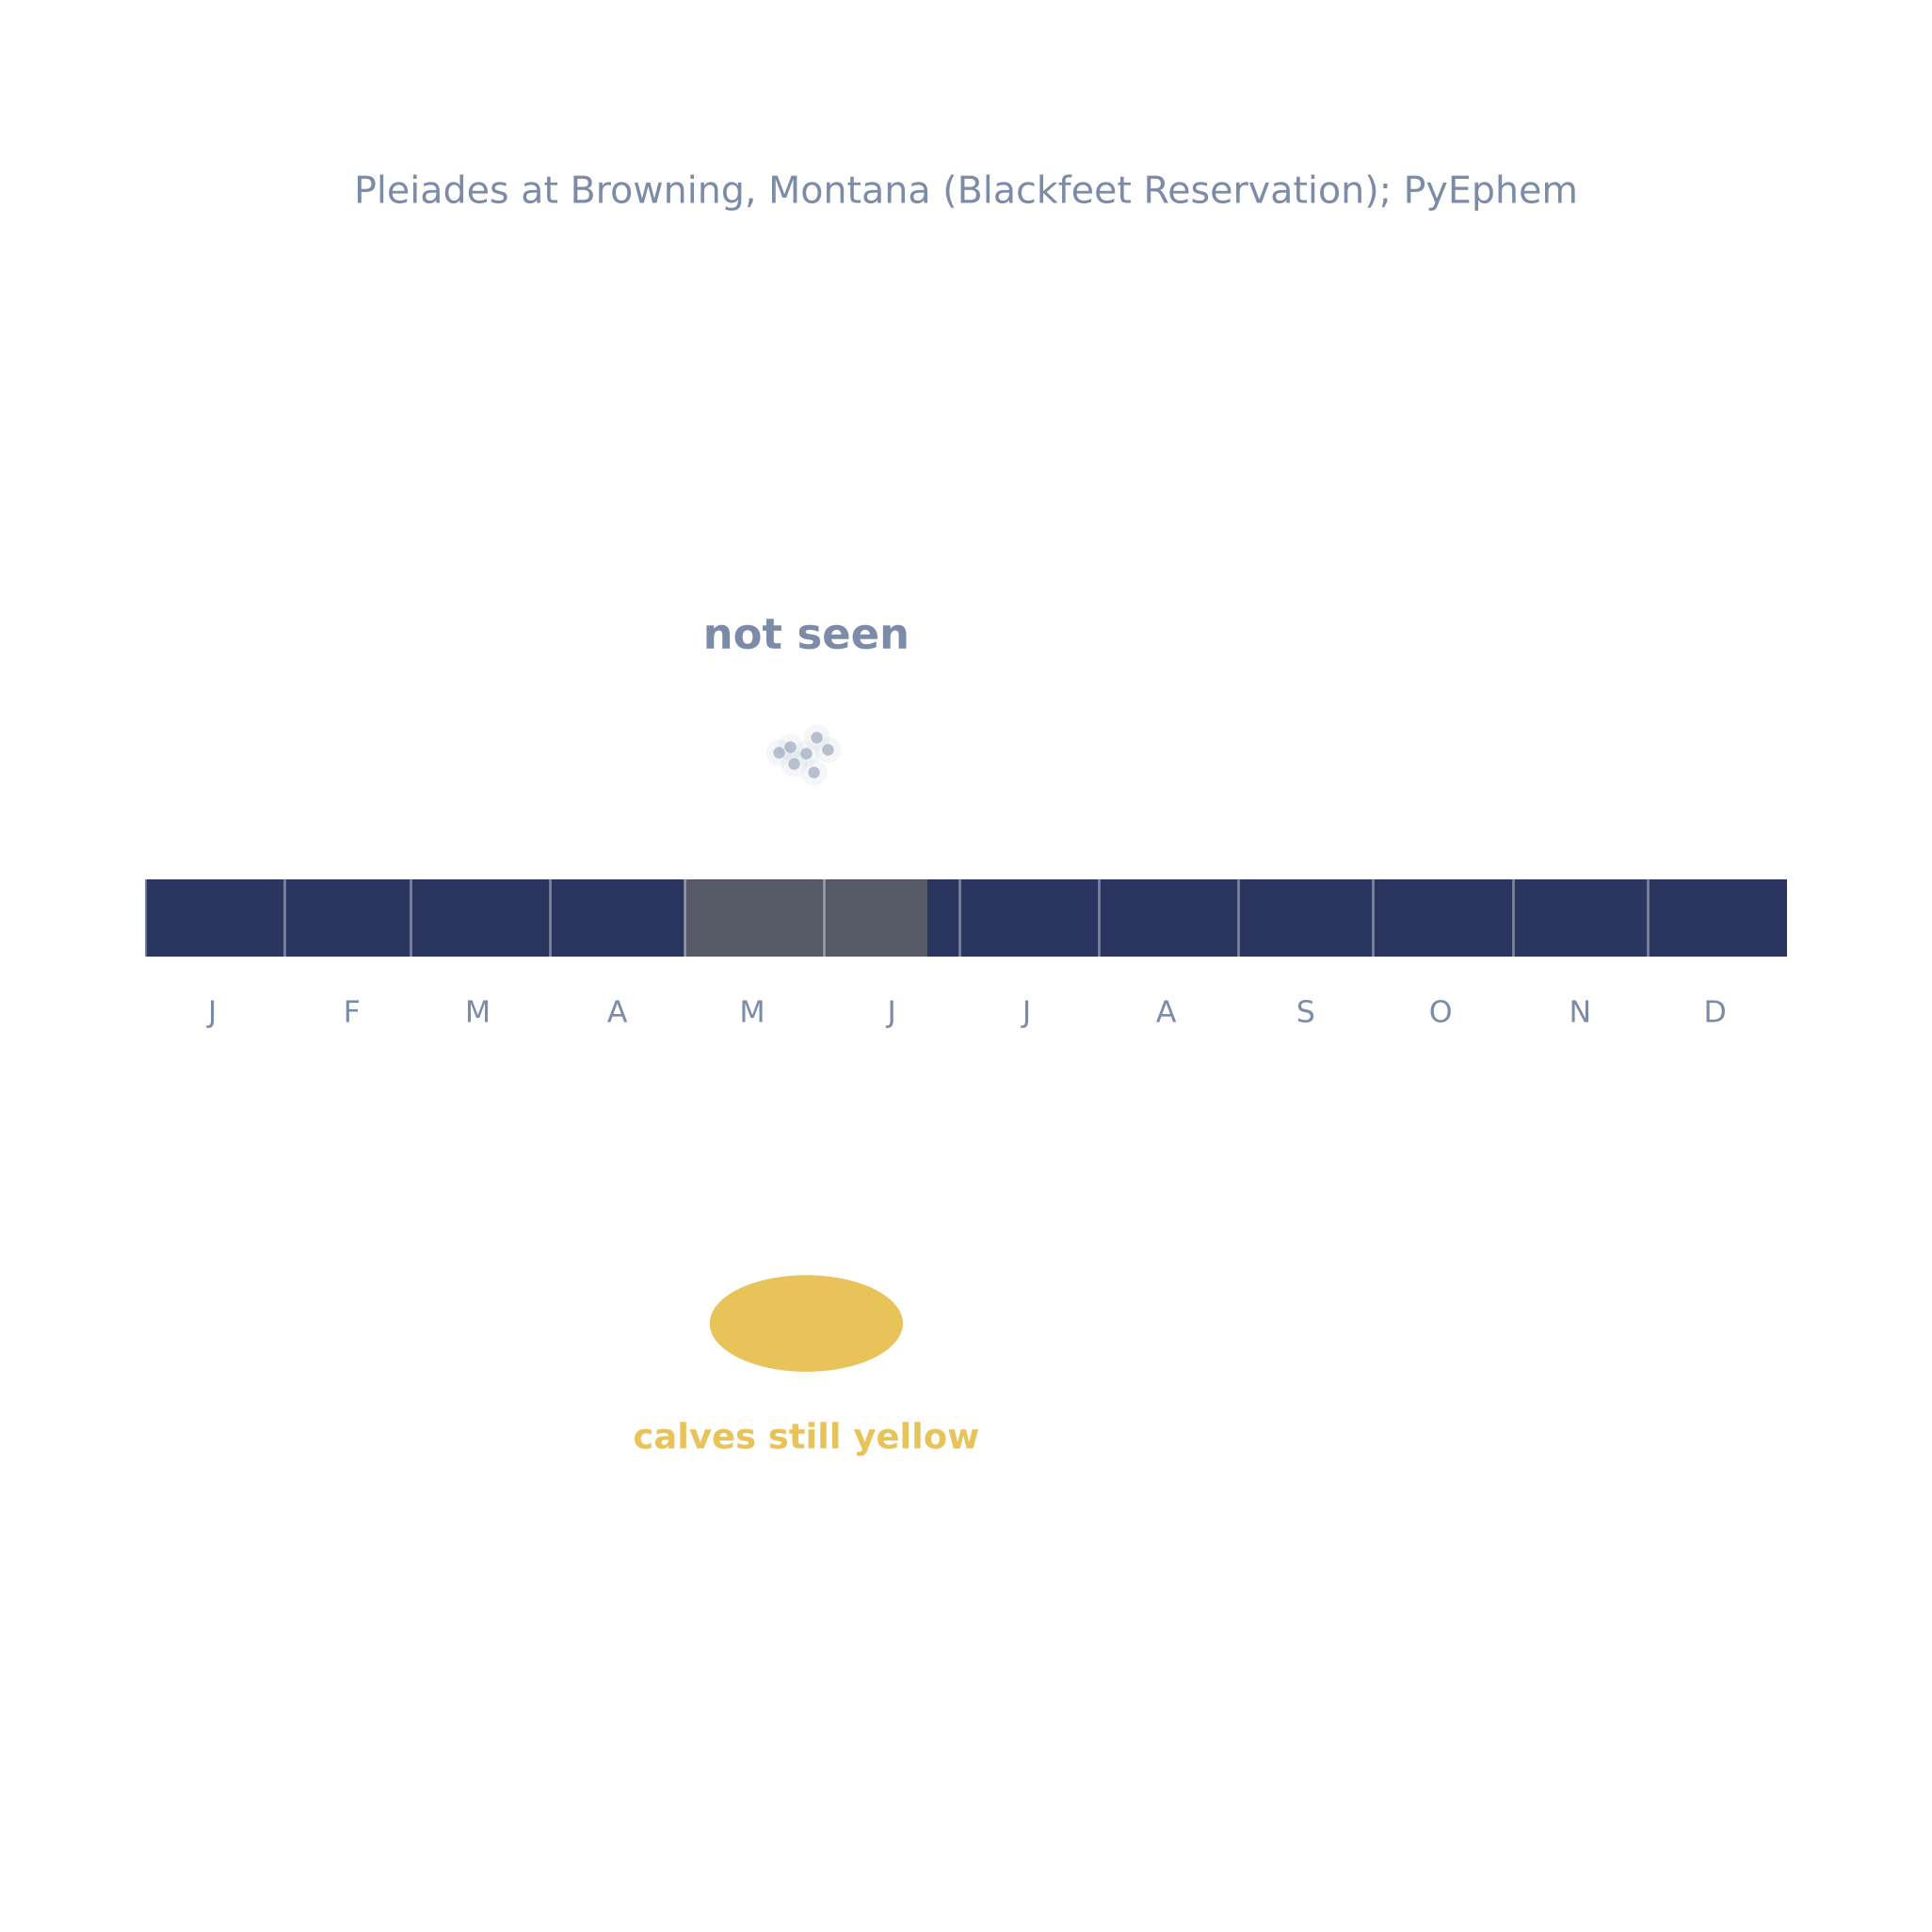 Pleiades at Browning, Montana (Blackfeet Reservation); PyEphem
not seen
J F M A M J J A S O N D
calves still yellow